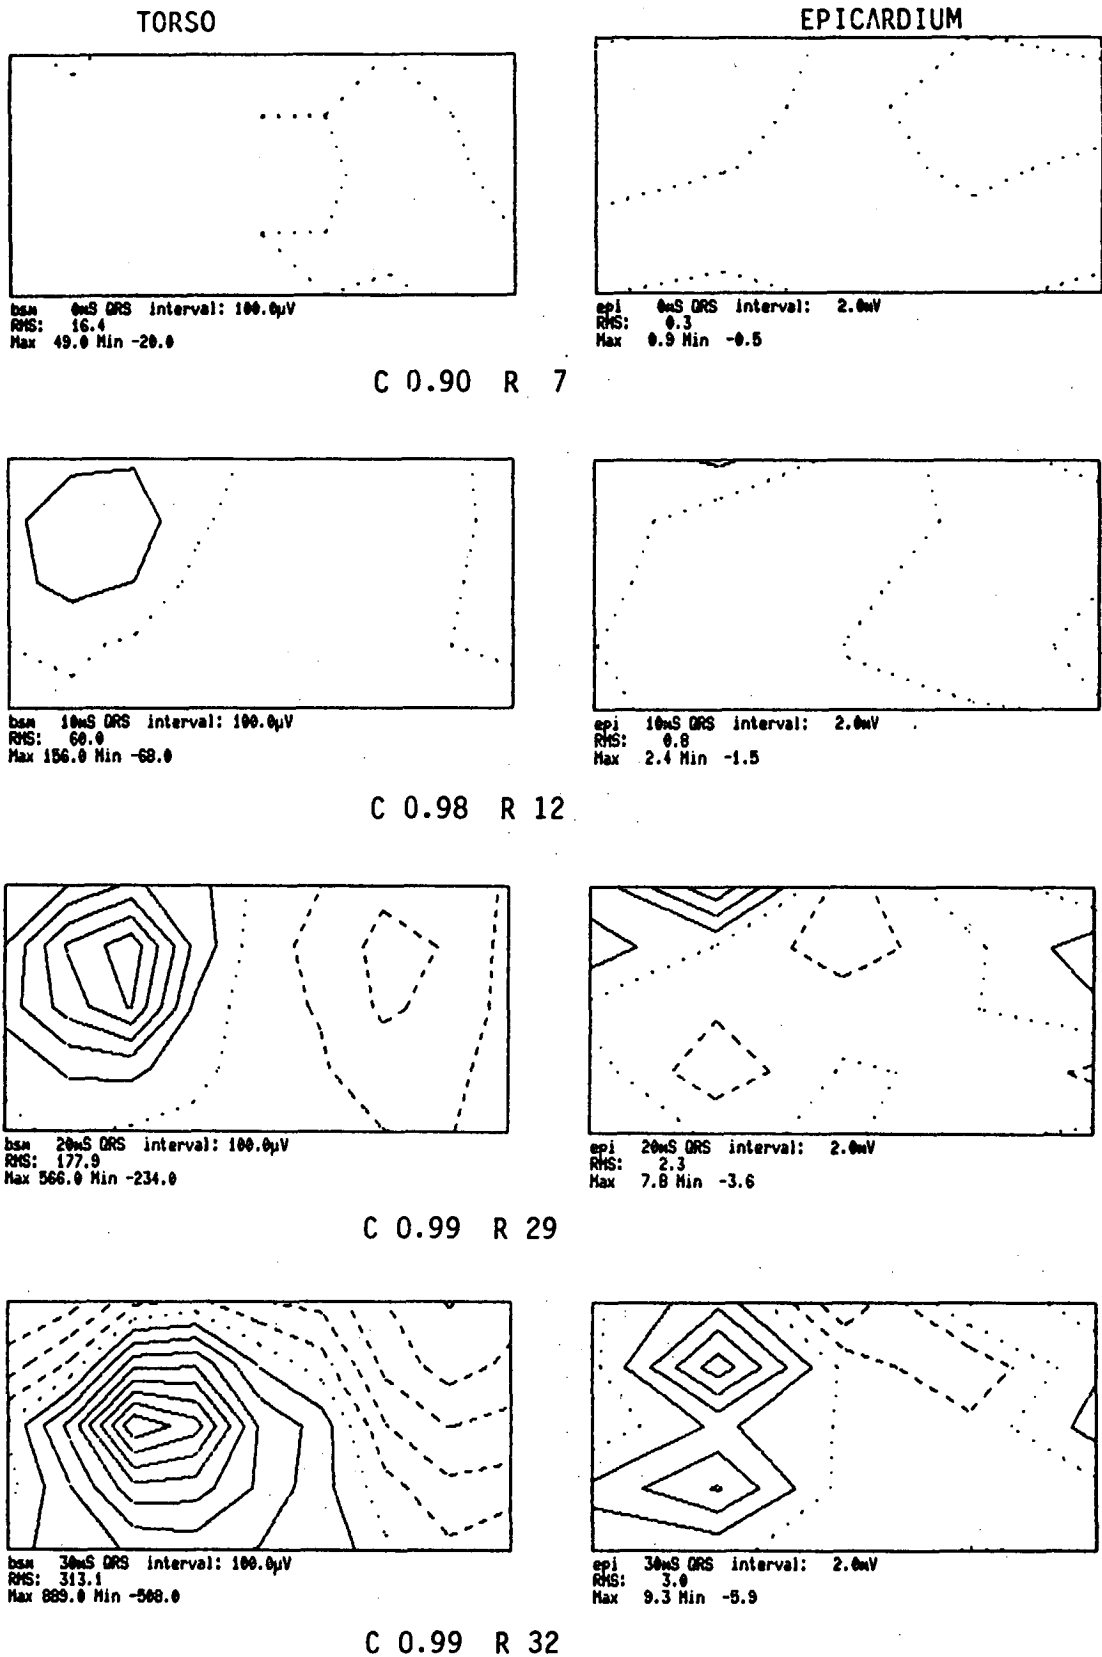 TORSO
EPICARDIUM
bsm 0mS QRS interval: 100.0µV
RMS: 16.4
Max 49.0 Min -20.0
epi 0mS QRS interval: 2.0mV
RMS: 0.3
Max 0.9 Min -0.5
C 0.90 R 7
bsm 10mS QRS interval: 100.0µV
RMS: 60.0
Max 156.0 Min -68.0
epi 10mS QRS interval: 2.0mV
RMS: 0.8
Max 2.4 Min -1.5
C 0.98 R 12
bsm 20mS QRS interval: 100.0µV
RMS: 177.9
Max 566.0 Min -234.0
epi 20mS QRS interval: 2.0mV
RMS: 2.3
Max 7.8 Min -3.6
C 0.99 R 29
bsm 30mS QRS interval: 100.0µV
RMS: 313.1
Max 889.0 Min -508.0
epi 30mS QRS interval: 2.0mV
RMS: 3.0
Max 9.3 Min -5.9
C 0.99 R 32